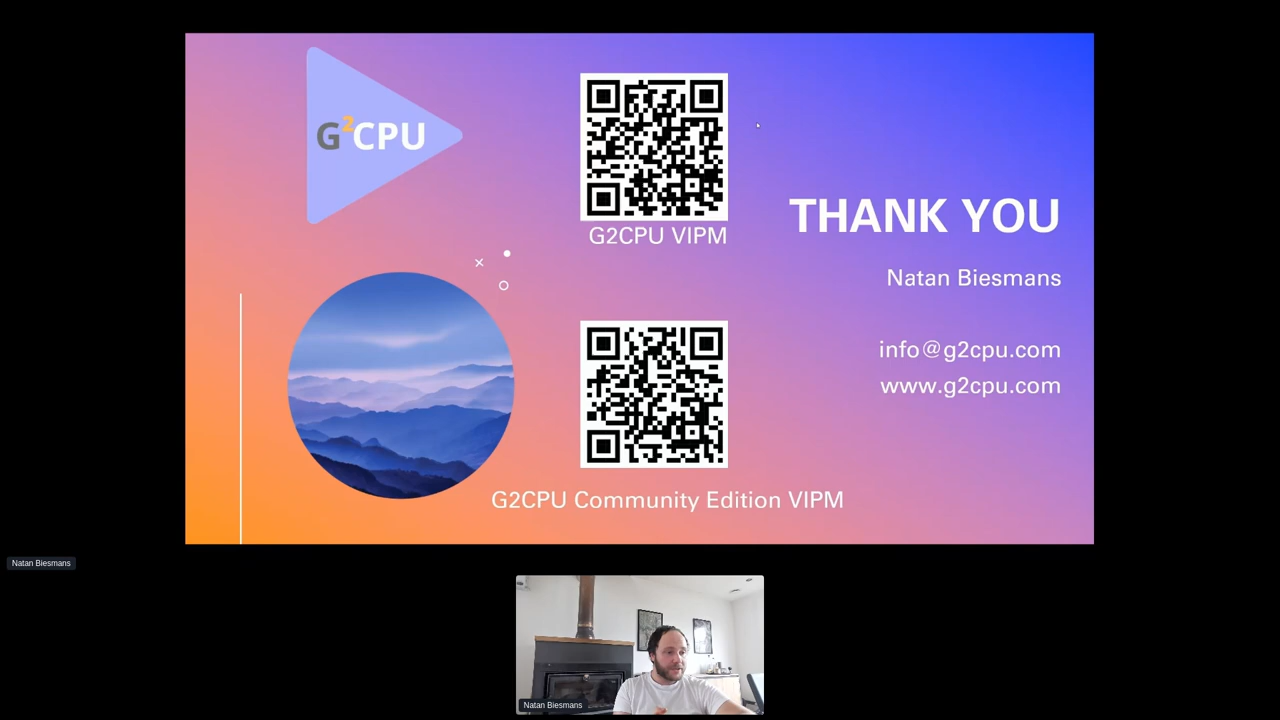 G2CPU
G2CPU VIPM
THANK YOU
Natan Biesmans
info@g2cpu.com
www.g2cpu.com
G2CPU Community Edition VIPM
Natan Biesmans
Natan Biesmans